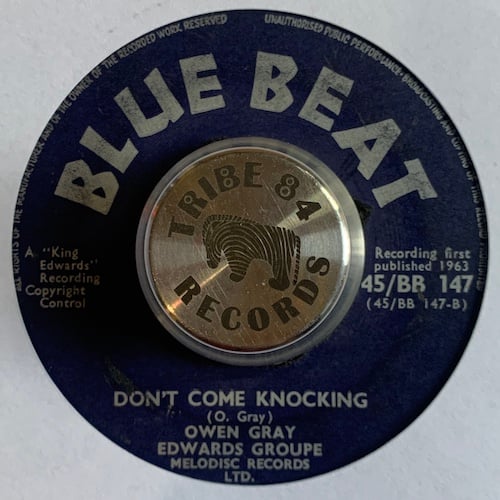 ALL RIGHTS OF THE MANUFACTURER AND OF THE OWNER OF THE RECORDED WORK RESERVED
UNAUTHORISED PUBLIC PERFORMANCE, BROADCASTING AND COPYING OF THIS RECORD
BLUE BEAT
TRIBE 84
RECORDS
A "King
Edwards"
Recording
Copyright
Control
Recording first
published 1963
45/BB 147
(45/BB 147-B)
DON'T COME KNOCKING
(O. Gray)
OWEN GRAY
EDWARDS GROUPE
MELODISC RECORDS
LTD.